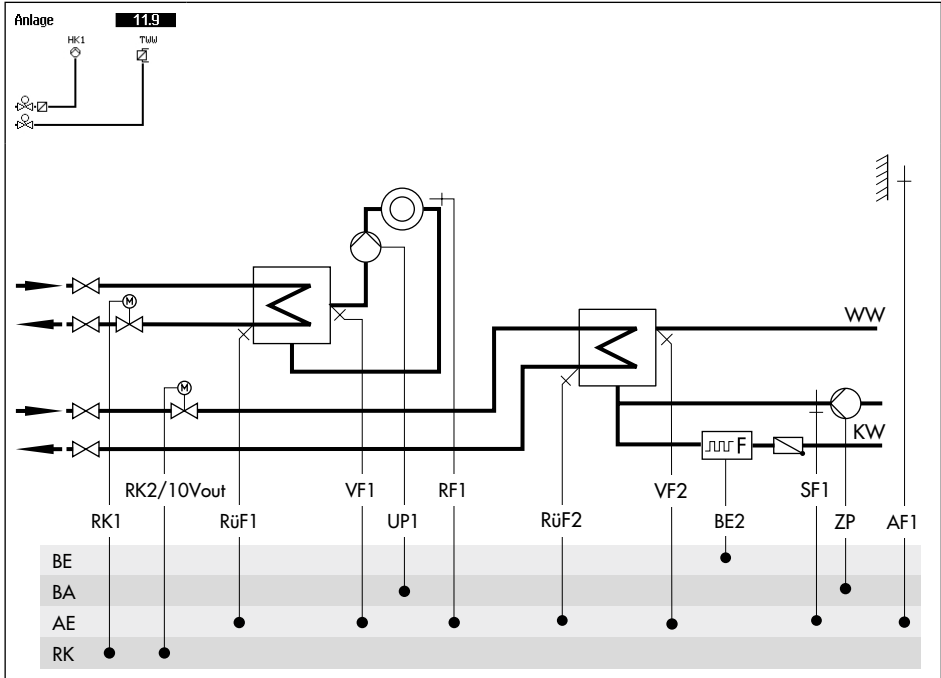 Anlage 11.9
HK1 TWW
M
WW
M
KW
F
RK2/10Vout VF1 RF1 VF2 SF1
RK1 RüF1 UP1 RüF2 BE2 ZP AF1
BE
BA
AE
RK